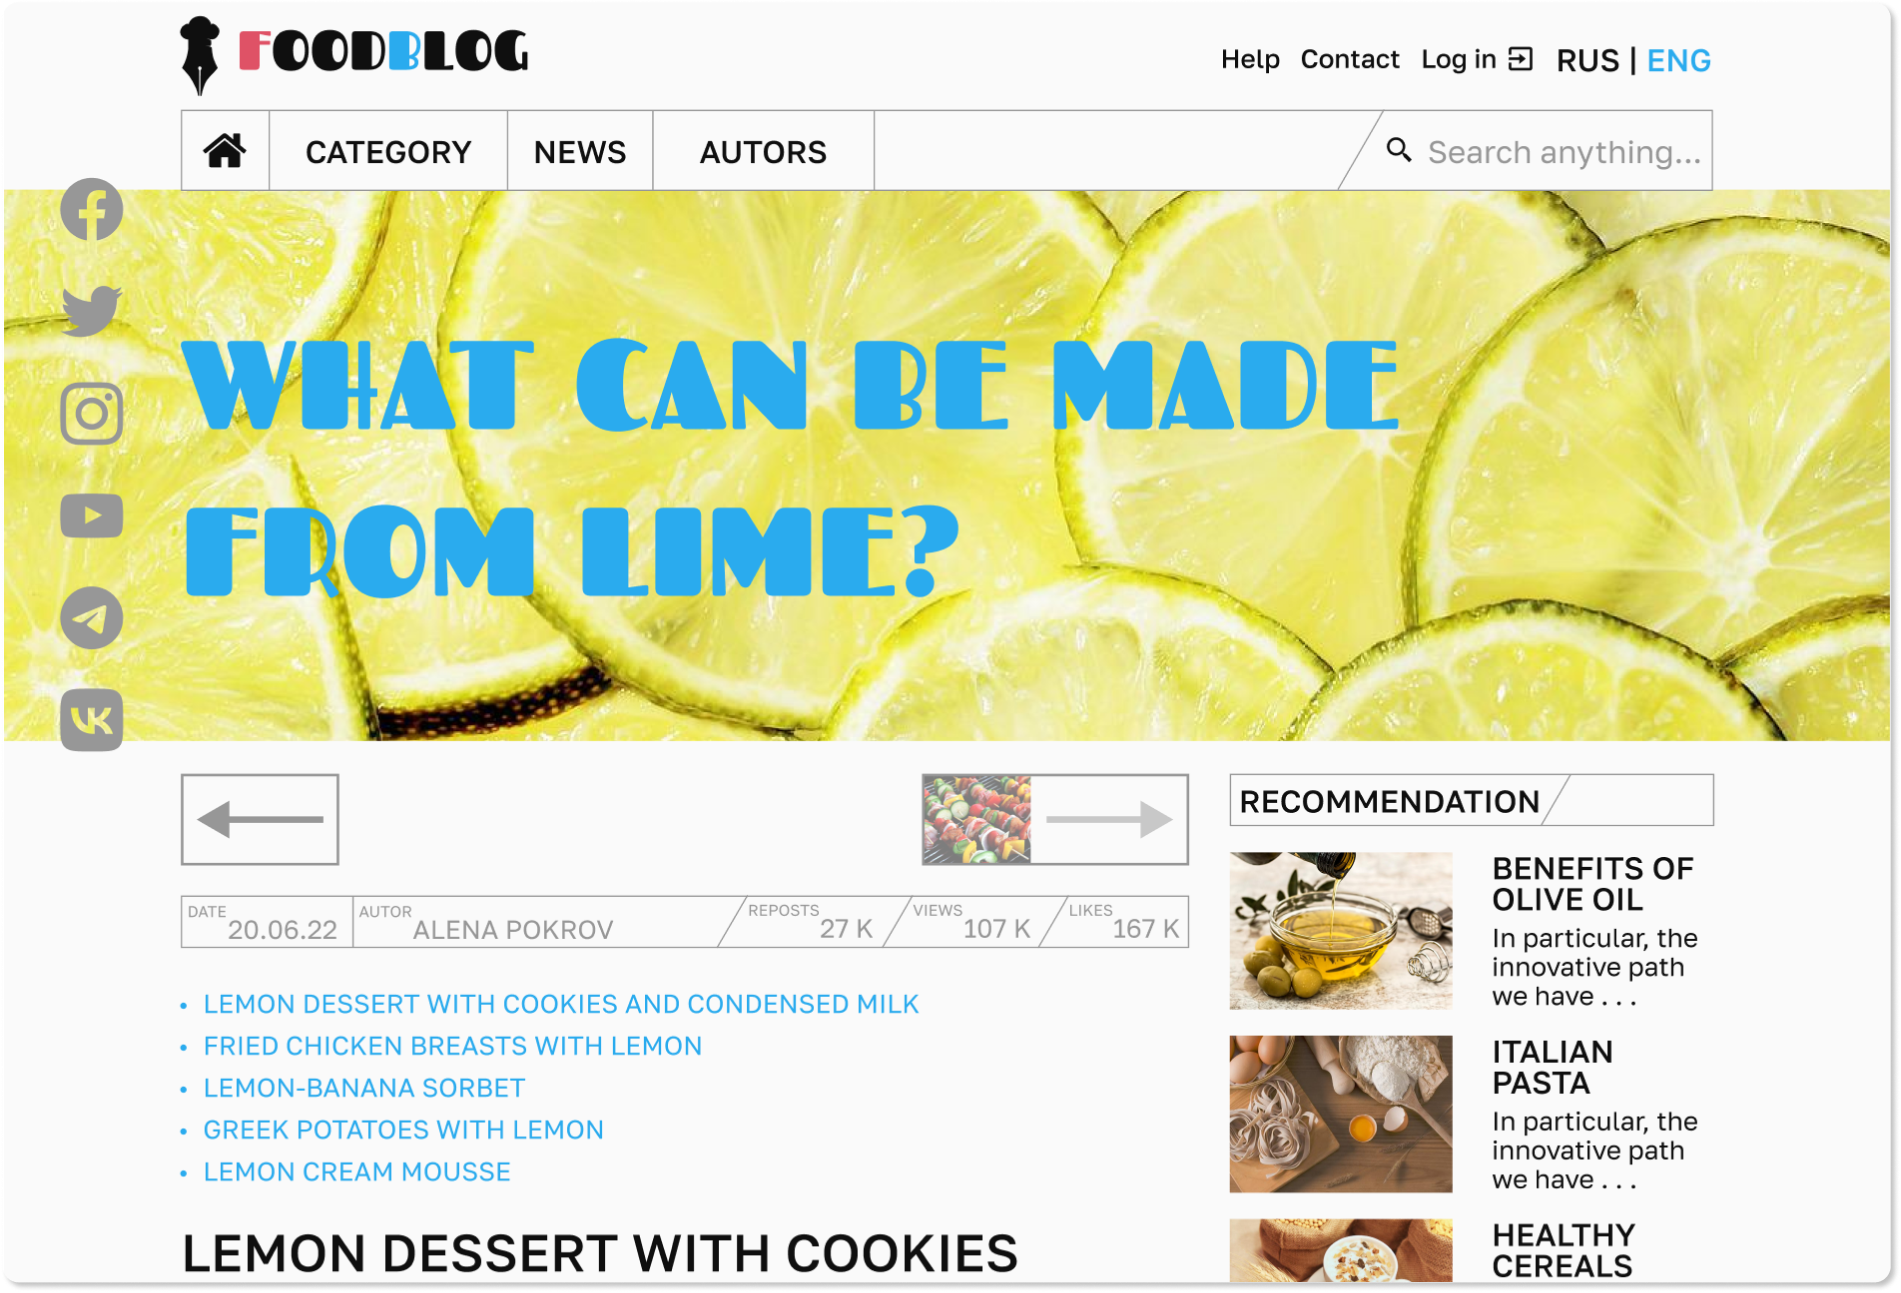 FOODBLOG
Help Contact Log in RUS | ENG
CATEGORY NEWS AUTORS Search anything...
WHAT CAN BE MADE
FROM LIME?
DATE 20.06.22 AUTOR ALENA POKROV REPOSTS 27 K VIEWS 107 K LIKES 167 K
• LEMON DESSERT WITH COOKIES AND CONDENSED MILK
• FRIED CHICKEN BREASTS WITH LEMON
• LEMON-BANANA SORBET
• GREEK POTATOES WITH LEMON
• LEMON CREAM MOUSSE
LEMON DESSERT WITH COOKIES
RECOMMENDATION
BENEFITS OF
OLIVE OIL
In particular, the
innovative path
we have . . .
ITALIAN
PASTA
In particular, the
innovative path
we have . . .
HEALTHY
CEREALS